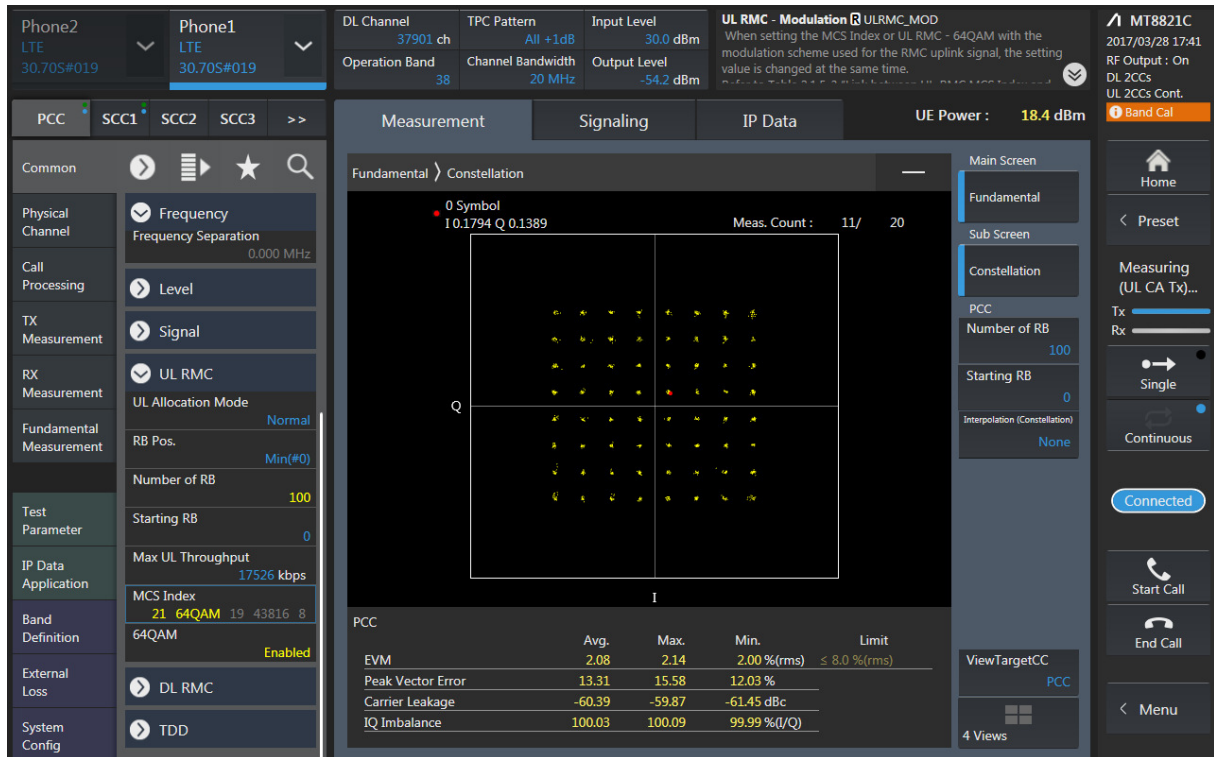 Phone2
LTE
30.70S#019
Phone1
LTE
30.70S#019
DL Channel
37901 ch
TPC Pattern
All +1dB
Input Level
30.0 dBm
Operation Band
38
Channel Bandwidth
20 MHz
Output Level
-54.2 dBm
UL RMC - Modulation R ULRMC_MOD
When setting the MCS Index or UL RMC -
64QAM with the
modulation scheme used for the RMC uplink signal, the setting
value is changed at the same time.
MT8821C
2017/03/28 17:41
RF Output : On
DL 2CCs
UL 2CCs Cont.
Band Cal
PCC
SCC1
SCC2
SCC3
>>
Measurement
Signaling
IP Data
UE Power : 18.4 dBm
Common
Physical
Channel
Call
Processing
TX
Measurement
RX
Measurement
Fundamental
Measurement
Test
Parameter
IP Data
Application
Band
Definition
External
Loss
System
Config
Frequency
Frequency Separation
0.000 MHz
Level
Signal
UL RMC
UL Allocation Mode
Normal
RB Pos.
Min(#0)
Number of RB
100
Starting RB
0
Max UL Throughput
17526 kbps
MCS Index
21 64QAM 19 43816 8
64QAM
Enabled
DL RMC
TDD
Fundamental 〉 Constellation
0 Symbol
I 0.1794 Q 0.1389
Meas. Count : 11/ 20
Q
I
PCC
Avg. Max. Min. Limit
EVM 2.08 2.14 2.00 %(rms) ≤ 8.0 %(rms)
Peak Vector Error 13.31 15.58 12.03 %
Carrier Leakage -60.39 -59.87 -61.45 dBc
IQ Imbalance 100.03 100.09 99.99 %(I/Q)
Main Screen
Fundamental
Sub Screen
Constellation
PCC
Number of RB
100
Starting RB
0
Interpolation (Constellation)
None
ViewTargetCC
PCC
4 Views
Home
< Preset
Measuring
(UL CA Tx)...
Tx
Rx
Single
Continuous
Connected
Start Call
End Call
< Menu